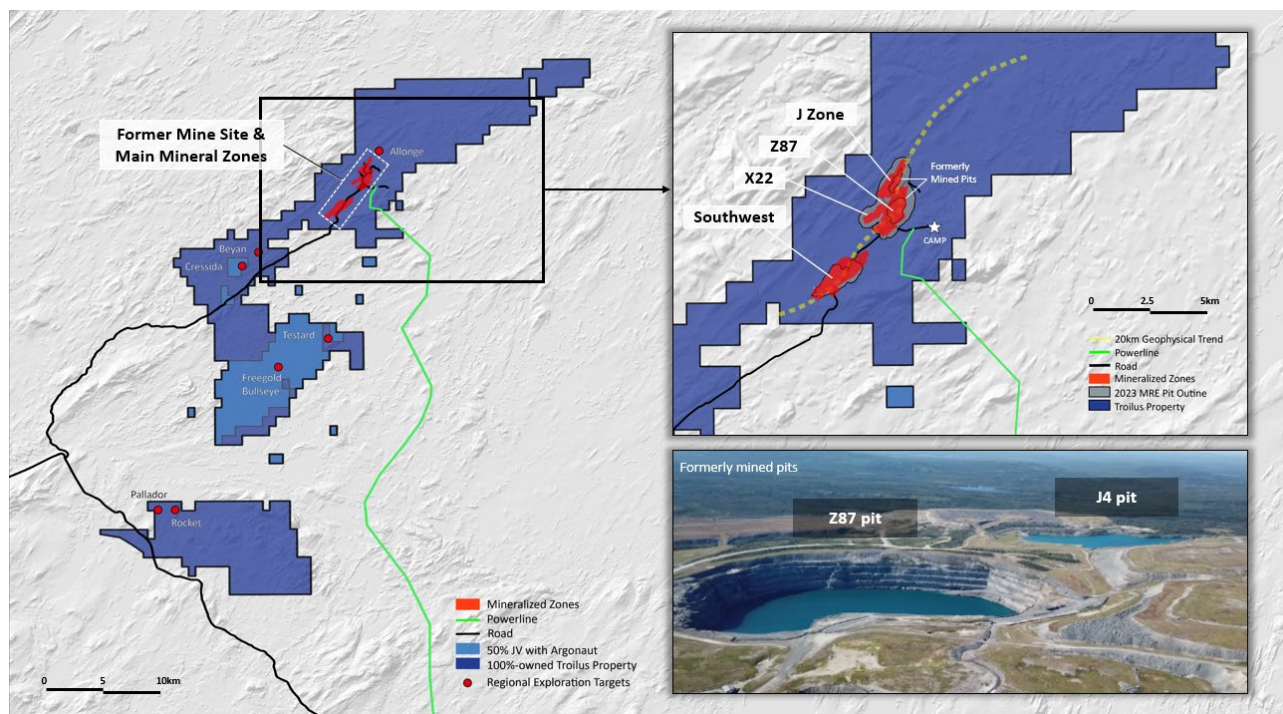 Former Mine Site &
Main Mineral Zones
Allonge
Beyan
Cressida
Testard
Freegold
Bullseye
Pallador
Rocket
0 5 10km
Mineralized Zones
Powerline
Road
50% JV with Argonaut
100%-owned Troilus Property
Regional Exploration Targets
J Zone
Z87
X22
Southwest
Formerly
Mined Pits
CAMP
0 2.5 5km
20km Geophysical Trend
Powerline
Road
Mineralized Zones
2023 MRE Pit Outine
Troilus Property
Formerly mined pits
Z87 pit
J4 pit